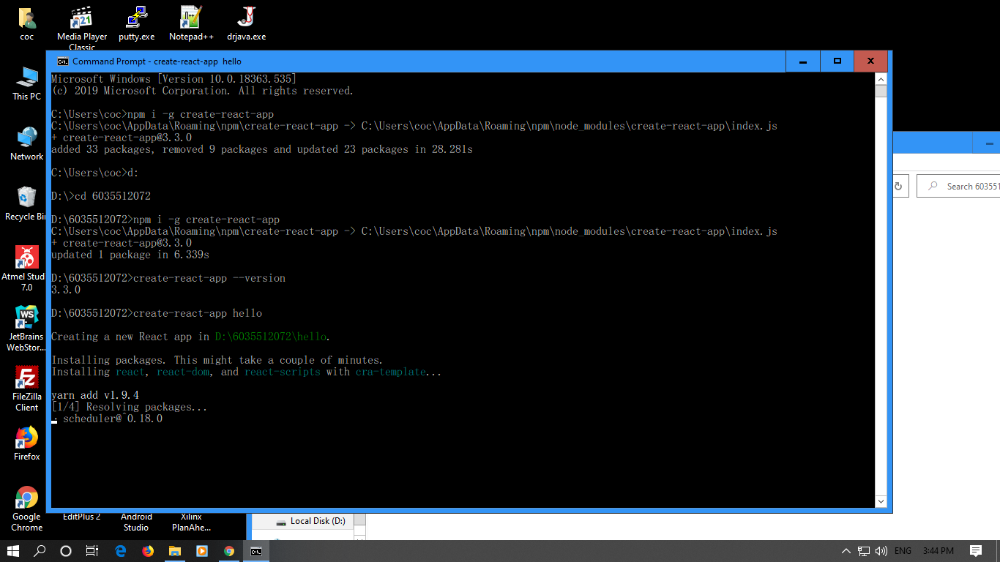 coc
Media Player Classic
putty.exe
Notepad++
drjava.exe
This PC
Network
Recycle Bi
Atmel Stud
7.0
JetBrains
WebStor...
FileZilla
Client
Firefox
Google
Chrome
EditPlus 2
Android
Studio
Xilinx
PlanAhe...
Command Prompt - create-react-app  hello
Microsoft Windows [Version 10.0.18363.535]
(c) 2019 Microsoft Corporation. All rights reserved.
C:\Users\coc>npm i -g create-react-app
C:\Users\coc\AppData\Roaming\npm\create-react-app -> C:\Users\coc\AppData\Roaming\npm\node_modules\create-react-app\index.js
+ create-react-app@3.3.0
added 33 packages, removed 9 packages and updated 23 packages in 28.281s
C:\Users\coc>d:
D:\>cd 6035512072
D:\6035512072>npm i -g create-react-app
C:\Users\coc\AppData\Roaming\npm\create-react-app -> C:\Users\coc\AppData\Roaming\npm\node_modules\create-react-app\index.js
+ create-react-app@3.3.0
updated 1 package in 6.339s
D:\6035512072>create-react-app --version
3.3.0
D:\6035512072>create-react-app hello
Creating a new React app in D:\6035512072\hello.
Installing packages. This might take a couple of minutes.
Installing react, react-dom, and react-scripts with cra-template...
yarn add v1.9.4
[1/4] Resolving packages...
: scheduler@^0.18.0
Search 603551
Local Disk (D:)
ENG
3:44 PM